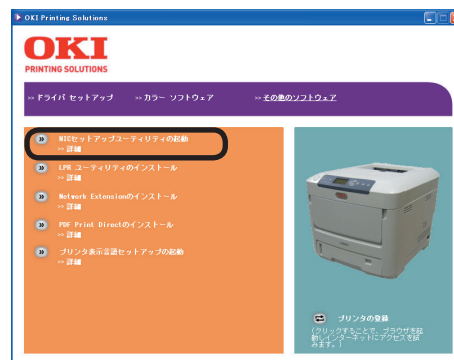 OKI Printing Solutions
OKI
PRINTING SOLUTIONS
>> ドライバ セットアップ >> カラー ソフトウェア >> その他のソフトウェア
NICセットアップユーティリティの起動
>> 詳細
LPR ユーティリティのインストール
>> 詳細
Network Extensionのインストール
>> 詳細
PDF Print Directのインストール
>> 詳細
プリンタ表示言語セットアップの起動
>> 詳細
プリンタの登録
(クリックすることで、ブラウザを起
動しインターネットにアクセスを試
みます。)